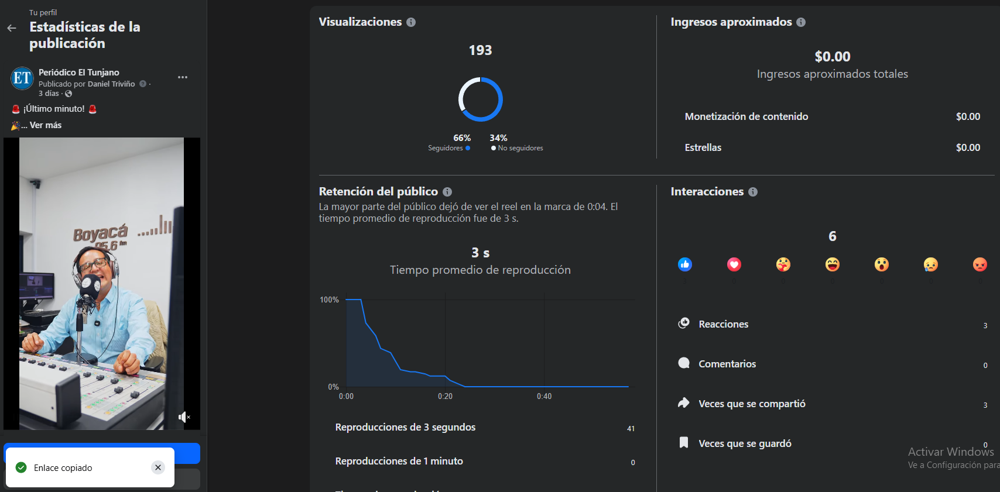 Tu perfil
Estadísticas de la
publicación
ET
Periódico El Tunjano
Publicado por Daniel Triviño ·
3 días ·
¡Último minuto!
... Ver más
Boyacá
95.6 fm
Enlace copiado
Visualizaciones
193
66%
Seguidores
34%
No seguidores
Ingresos aproximados
$0.00
Ingresos aproximados totales
Monetización de contenido $0.00
Estrellas $0.00
Retención del público
La mayor parte del público dejó de ver el reel en la marca de 0:04. El
tiempo promedio de reproducción fue de 3 s.
3 s
Tiempo promedio de reproducción
100%
0%
0:00 0:20 0:40
Reproducciones de 3 segundos 41
Reproducciones de 1 minuto 0
Interacciones
6
3 0 0 0 0 0 0
Reacciones 3
Comentarios 0
Veces que se compartió 3
Veces que se guardó 0
Activar Windows
Ve a Configuración para